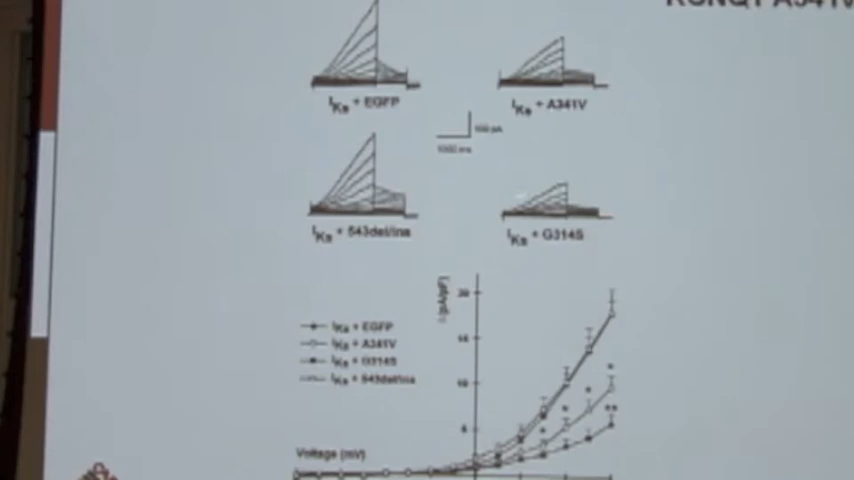 KCNQ1 A341V
IKs + EGFP
IKs + A341V
100 pA
1000 ms
IKs + 543del/ins
IKs + G314S
I (pA/pF)
20
15
10
5
IKs + EGFP
IKs + A341V
IKs + G314S
IKs + 543del/ins
* * * * **
Voltage (mV)